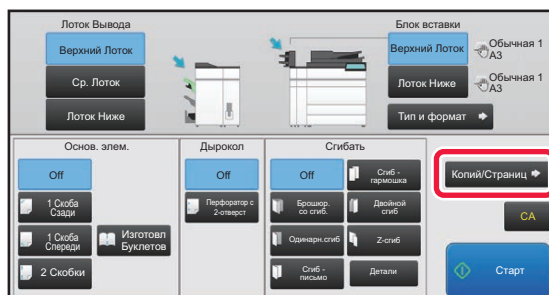 Лоток Вывода
Блок вставки
Верхний Лоток
Ср. Лоток
Лоток Ниже
Верхний Лоток
Обычная 1
A3
Лоток Ниже
Обычная 1
A3
Тип и формат
Основ. элем.
Off
1 Скоба
Сзади
1 Скоба
Спереди
Изготовл
Буклетов
2 Скобки
Дырокол
Off
Перфоратор с
2-отверст
Сгибать
Off
Сгиб -
гармошка
Брошюр.
со сгиб.
Двойной
сгиб
Одинарн.сгиб
Z-сгиб
Сгиб -
письмо
Детали
Копий/Страниц
CA
Старт